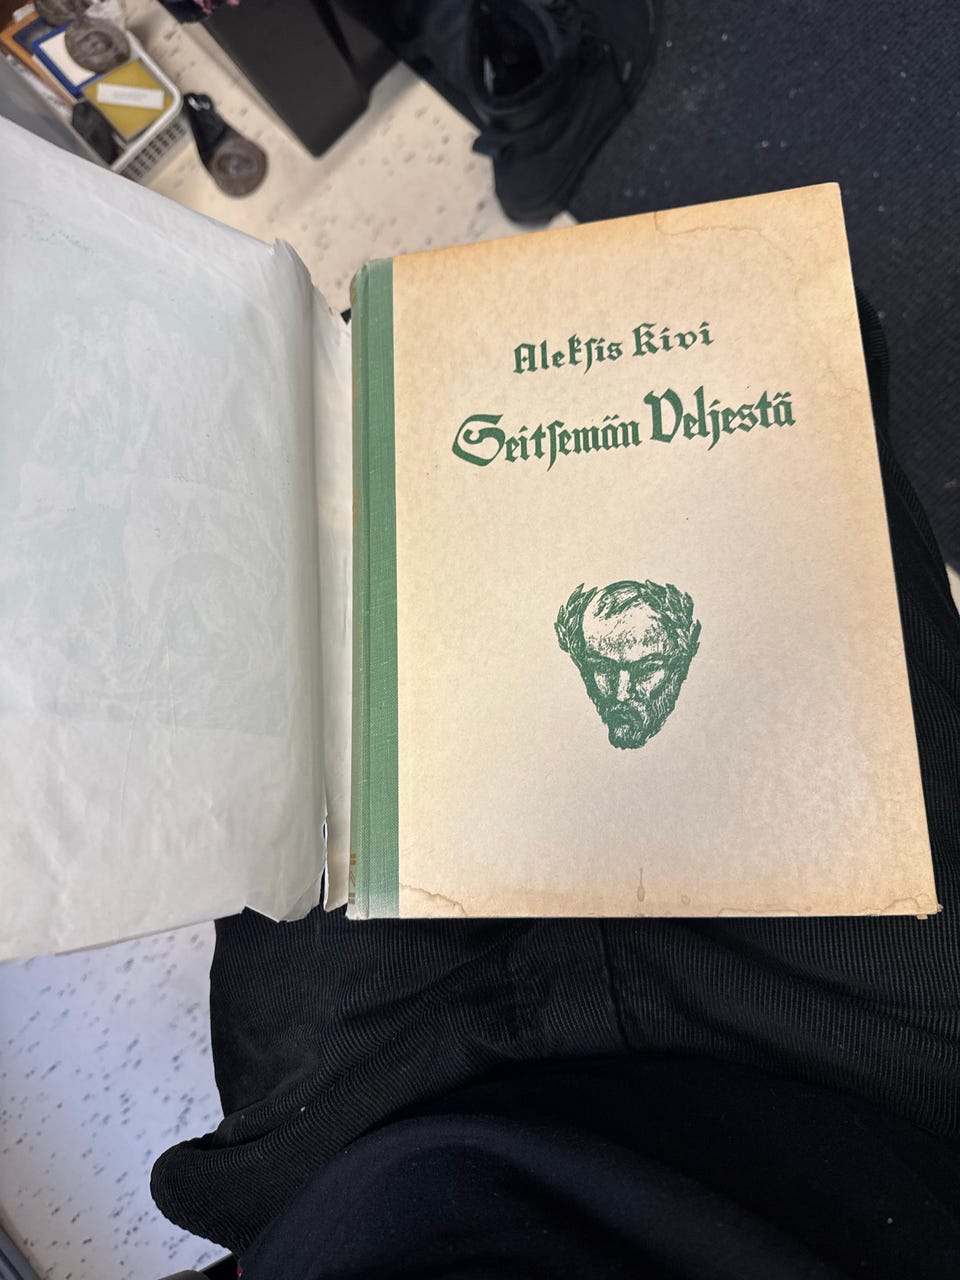 Alekſis Kivi
Seitſemän Veljestä